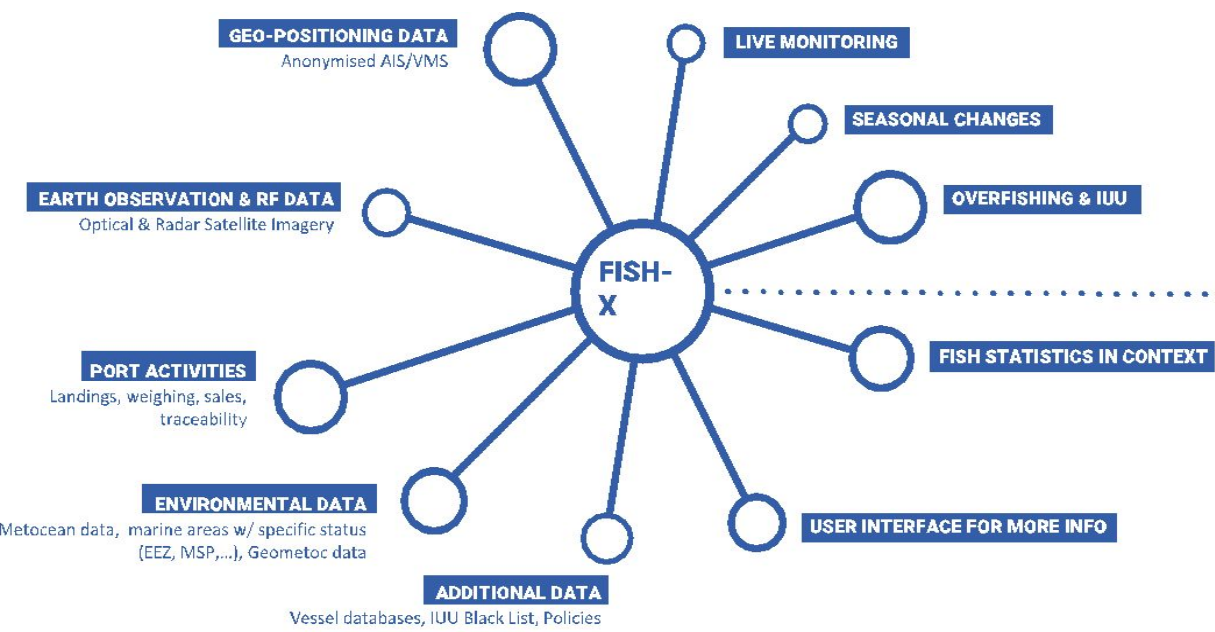 GEO-POSITIONING DATA
Anonymised AIS/VMS
LIVE MONITORING
SEASONAL CHANGES
EARTH OBSERVATION & RF DATA
Optical & Radar Satellite Imagery
OVERFISHING & IUU
FISH-
X
PORT ACTIVITIES
Landings, weighing, sales,
traceability
FISH STATISTICS IN CONTEXT
ENVIRONMENTAL DATA
Metocean data, marine areas w/ specific status
(EEZ, MSP,...), Geometoc data
USER INTERFACE FOR MORE INFO
ADDITIONAL DATA
Vessel databases, IUU Black List, Policies